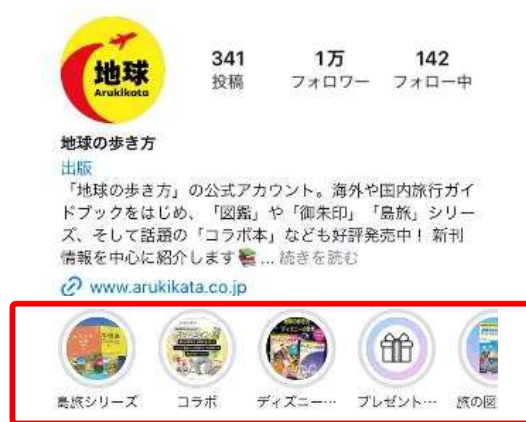 地球
Arukikata
341
1万
142
投稿
フォロワー
フォロー中
地球の歩き方
出版
「地球の歩き方」の公式アカウント。海外や国内旅行ガイ
ドブックをはじめ、「図鑑」や「御朱印」「島旅」シリー
ズ、そして話題の「コラボ本」なども好評発売中！ 新刊
情報を中心に紹介します📚... 続きを読む
www.arukikata.co.jp
島旅シリーズ
コラボ
ディズニー…
プレゼント…
旅の図